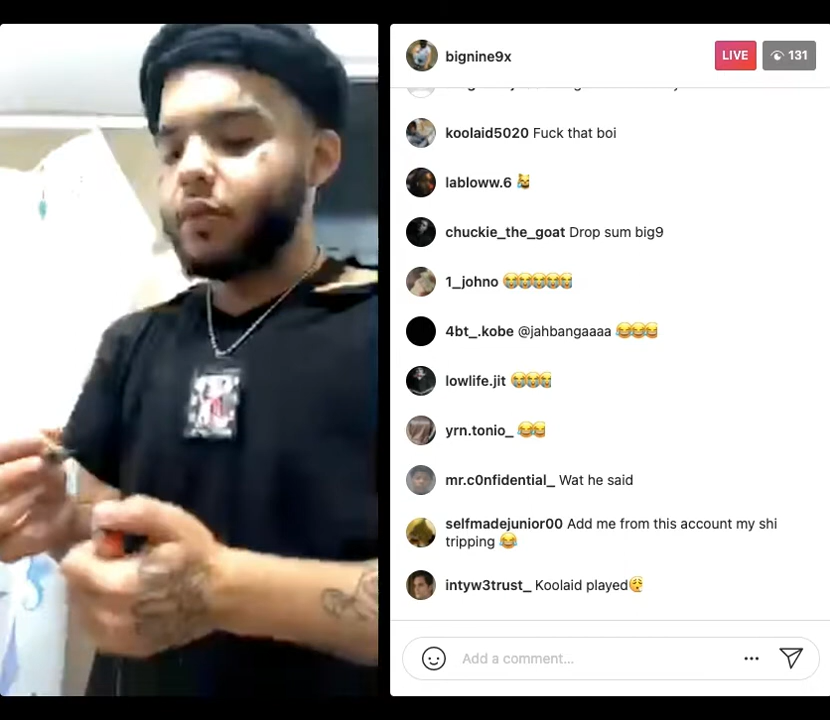 bignine9x
LIVE
131
koolaid5020 Fuck that boi
labloww.6 😹
chuckie_the_goat Drop sum big9
1_johno 😭😭😭😭😭
4bt_.kobe @jahbangaaaa 😂😂😂
lowlife.jit 😭😭😭
yrn.tonio_ 😂😂
mr.c0nfidential_ Wat he said
selfmadejunior00 Add me from this account my shi
tripping 😂
intyw3trust_ Koolaid played😮‍💨
Add a comment...